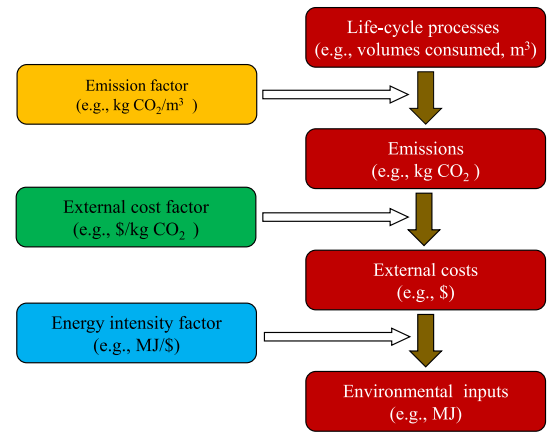 Life-cycle processes
(e.g., volumes consumed, m³)
Emission factor
(e.g., kg CO₂/m³ )
Emissions
(e.g., kg CO₂ )
External cost factor
(e.g., $/kg CO₂ )
External costs
(e.g., $)
Energy intensity factor
(e.g., MJ/$)
Environmental inputs
(e.g., MJ)